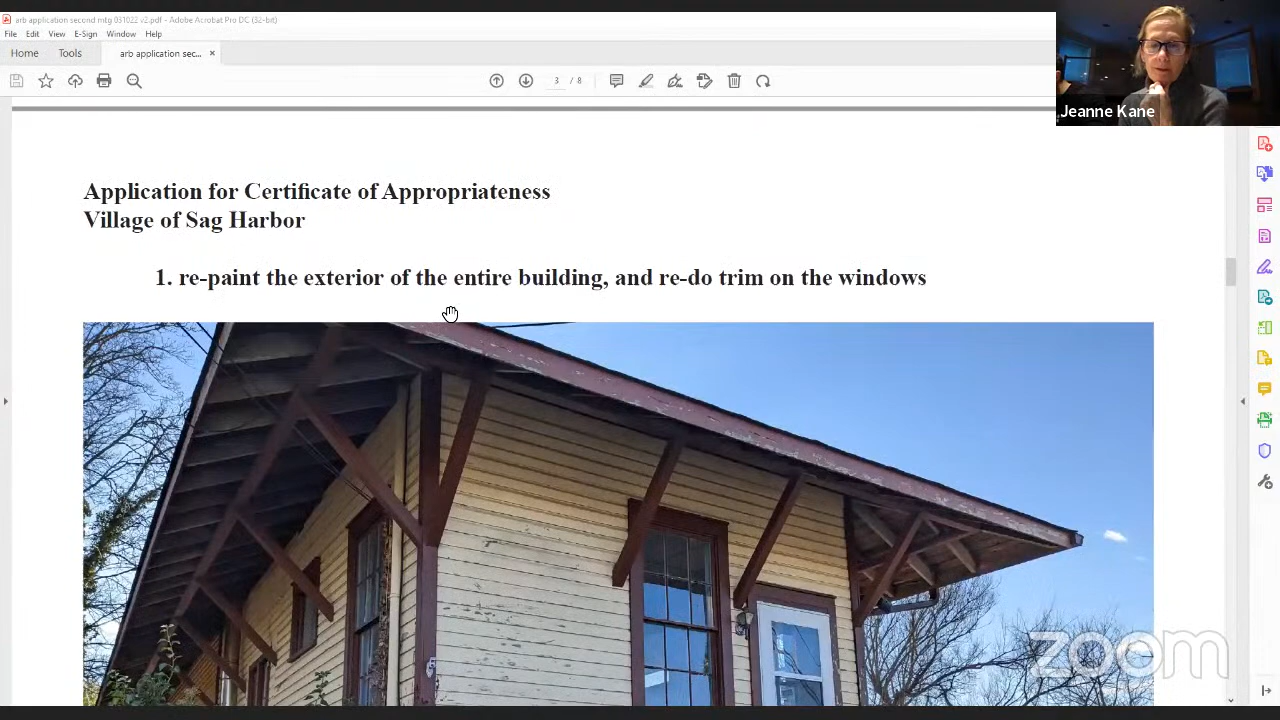 arb application second mtg 031022 v2.pdf - Adobe Acrobat Pro DC (32-bit)
File Edit View E-Sign Window Help
Home Tools arb application sec... ×
3 / 8
Jeanne Kane
Application for Certificate of Appropriateness
Village of Sag Harbor
1. re-paint the exterior of the entire building, and re-do trim on the windows
zoom